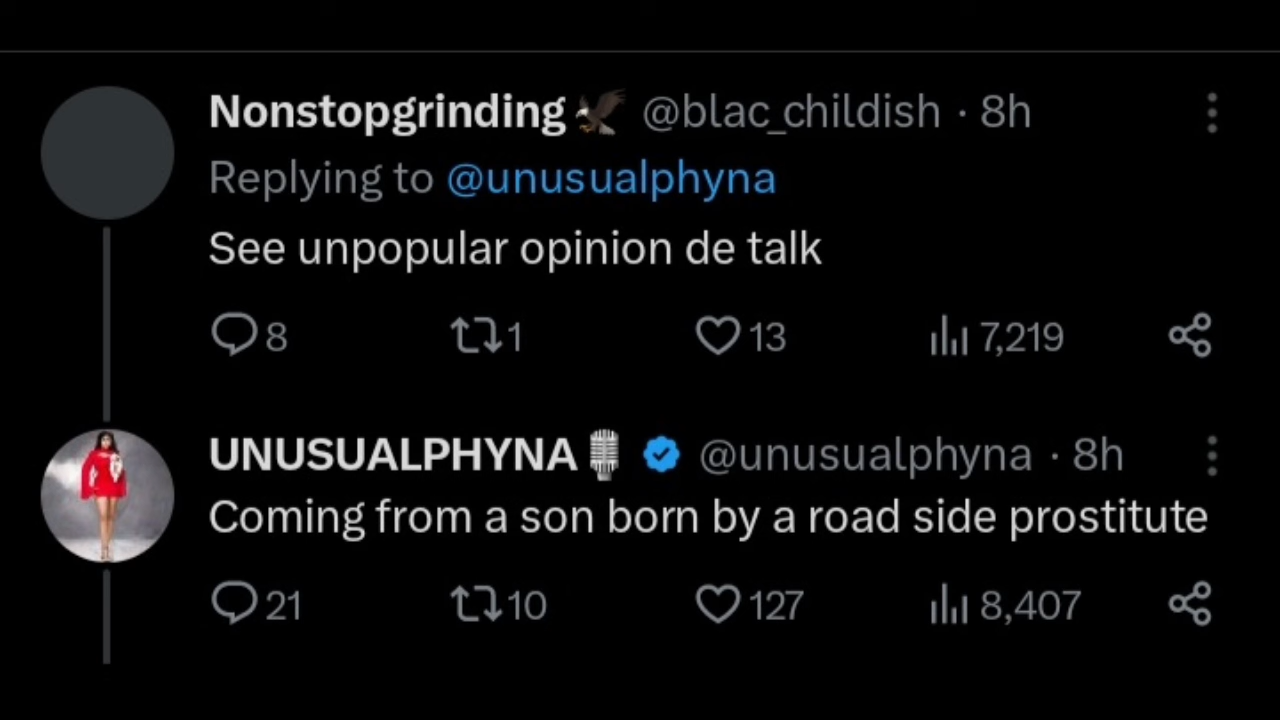 Nonstopgrinding🦅 @blac_childish · 8h
Replying to @unusualphyna
See unpopular opinion de talk
8 1 13 7,219
UNUSUALPHYNA🎙 @unusualphyna · 8h
Coming from a son born by a road side prostitute
21 10 127 8,407